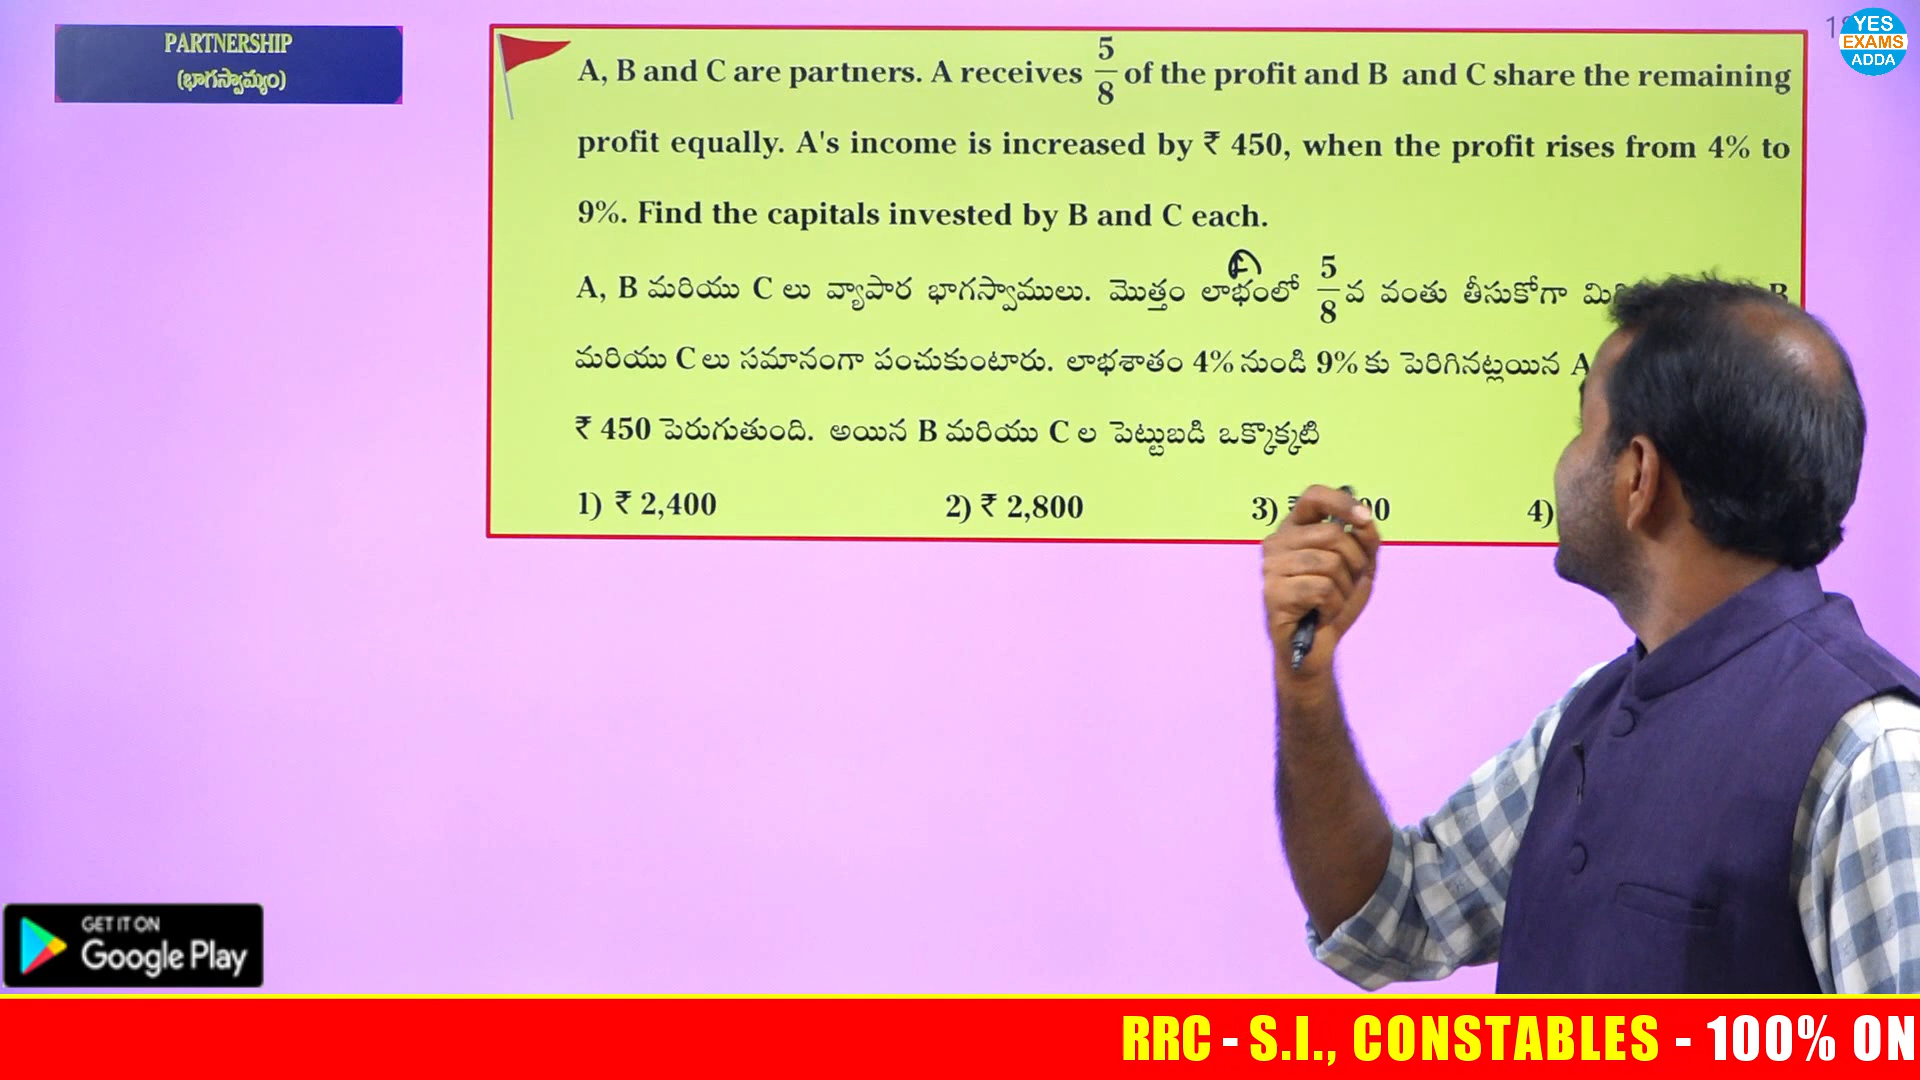 PARTNERSHIP
(భాగస్వామ్యం)
YES
EXAMS
ADDA
A, B and C are partners. A receives 5/8 of the profit and B and C share the remaining
profit equally. A's income is increased by ₹ 450, when the profit rises from 4% to
9%. Find the capitals invested by B and C each.
A
A, B మరియు C లు వ్యాపార భాగస్వాములు. మొత్తం లాభంలో 5/8 వ వంతు తీసుకోగా B
మరియు C లు సమానంగా పంచుకుంటారు. లాభశాతం 4% నుండి 9% కు పెరిగినట్లయిన A
₹ 450 పెరుగుతుంది. అయిన B మరియు C ల పెట్టుబడి ఒక్కొక్కటి
1) ₹ 2,400 2) ₹ 2,800 3) 4)
GET IT ON
Google Play
RRC - S.I., CONSTABLES - 100% ON